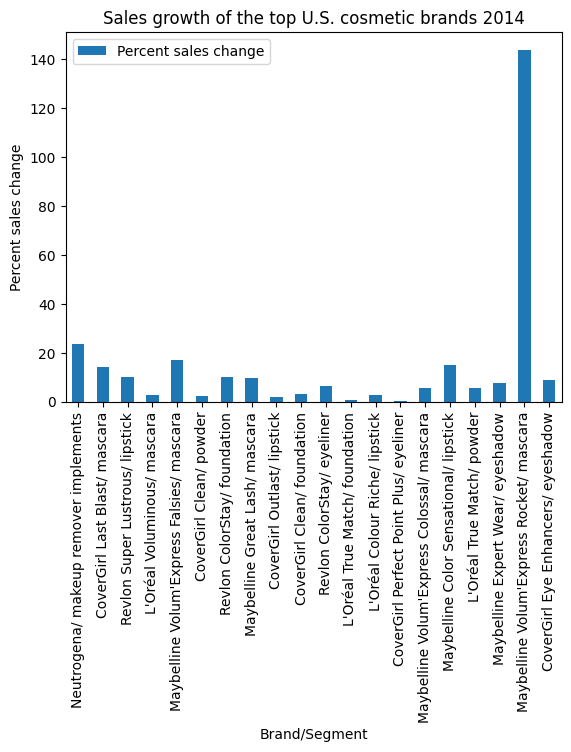 Sales growth of the top U.S. cosmetic brands 2014
Percent sales change
Percent sales change
140
120
100
80
60
40
20
0
Neutrogena/ makeup remover implements
CoverGirl Last Blast/ mascara
Revlon Super Lustrous/ lipstick
L'Oréal Voluminous/ mascara
Maybelline Volum'Express Falsies/ mascara
CoverGirl Clean/ powder
Revlon ColorStay/ foundation
Maybelline Great Lash/ mascara
CoverGirl Outlast/ lipstick
CoverGirl Clean/ foundation
Revlon ColorStay/ eyeliner
L'Oréal True Match/ foundation
L'Oréal Colour Riche/ lipstick
CoverGirl Perfect Point Plus/ eyeliner
Maybelline Volum'Express Colossal/ mascara
Maybelline Color Sensational/ lipstick
L'Oréal True Match/ powder
Maybelline Expert Wear/ eyeshadow
Maybelline Volum'Express Rocket/ mascara
CoverGirl Eye Enhancers/ eyeshadow
Brand/Segment